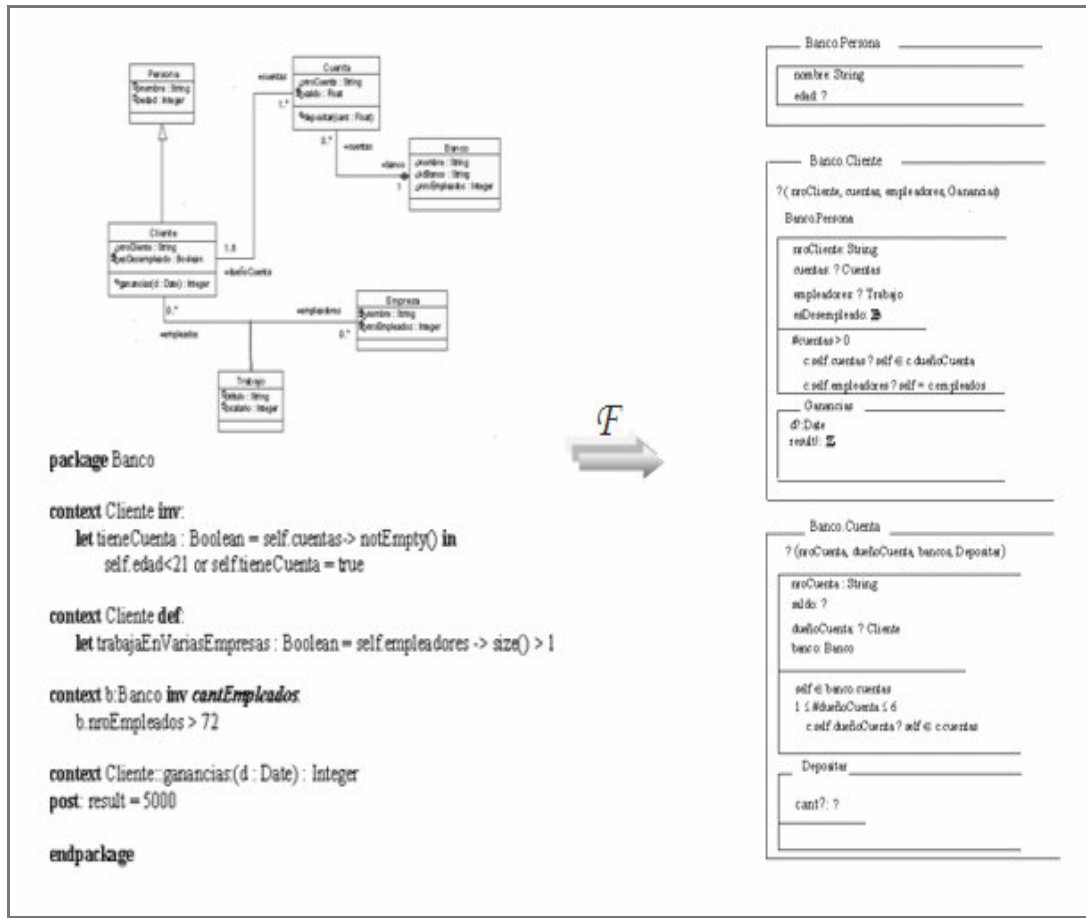 Persona
nombre : String
edad : Integer
+cuentas
1..*
Cuenta
nroCuenta : String
saldo : Float
depositar(cant : Float)
0..*
+cuentas
+banco
1
Banco
nombre : String
idBanco : String
nroEmpleados : Integer
Cliente
nroCliente : String
esDesempleado : Boolean
ganancias(d : Date) : Integer
+dueñoCuenta
0..*
+empleados
+empleadores
0..*
Empresa
nombre : String
nroEmpleados : Integer
Trabajo
titulo : String
salario : Integer
package Banco
context Cliente inv:
let tieneCuenta : Boolean = self.cuentas-> notEmpty() in
self.edad<21 or self.tieneCuenta = true
context Cliente def:
let trabajaEnVariasEmpresas : Boolean = self.empleadores -> size() > 1
context b:Banco inv cantEmpleados:
b.nroEmpleados > 72
context Cliente::ganancias:(d : Date) : Integer
post: result = 5000
endpackage
F
Banco.Persona
nombre: String
edad: ?
Banco.Cliente
? ( nroCliente, cuentas, empleadores, Ganancias)
Banco.Persona
nroCliente: String
cuentas: ? Cuentas
empleadores: ? Trabajo
esDesempleado: 𝔹
#cuentas > 0
c:self.cuentas ? self ∈ c.dueñoCuenta
c:self.empleadores ? self = c.empleados
Ganancias
d?:Date
result!: ℤ
Banco.Cuenta
? (nroCuenta, dueñoCuenta, bancos, Depositar)
nroCuenta : String
saldo: ?
dueñoCuenta: ? Cliente
banco: Banco
self ∈ banco.cuentas
1 ≤ #dueñoCuenta ≤ 6
c:self.dueñoCuenta ? self ∈ c.cuentas
Depositar
cant?: ?